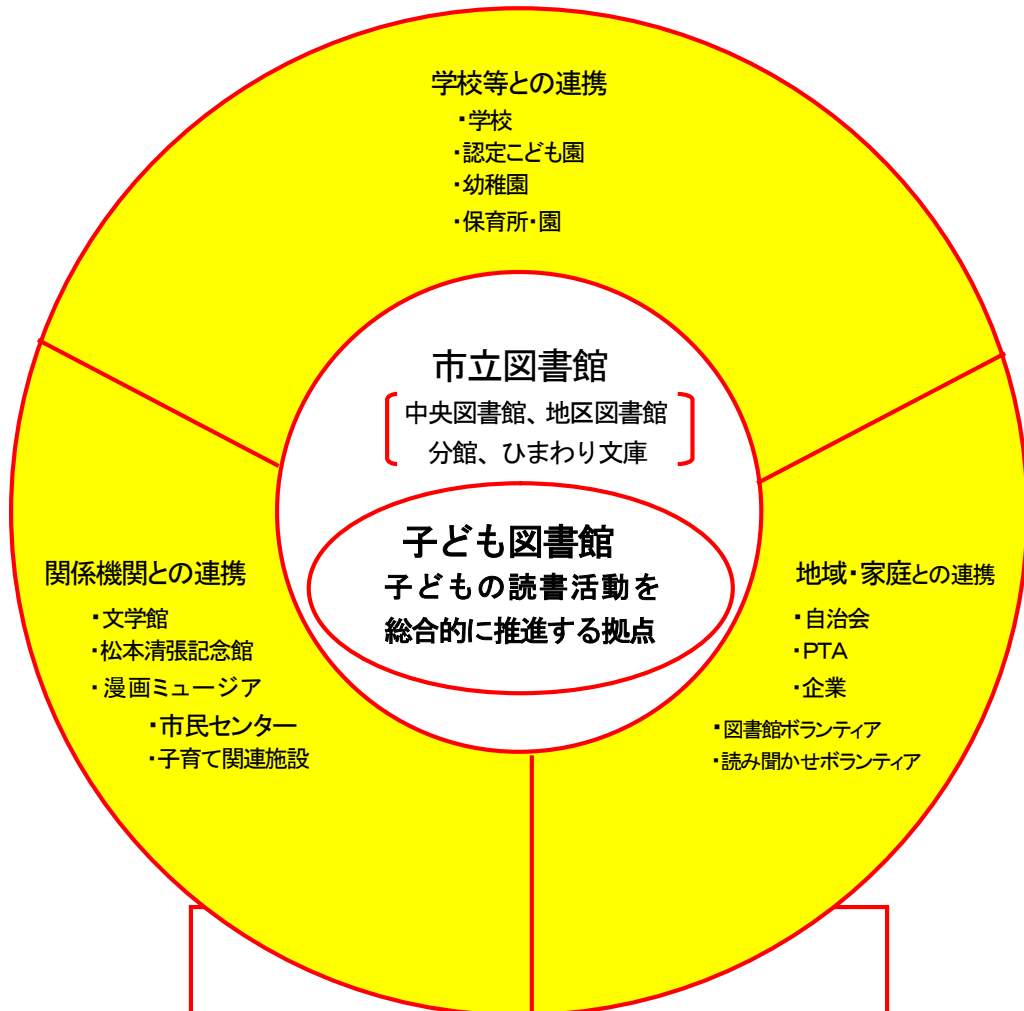 学校等との連携
・学校
・認定こども園
・幼稚園
・保育所・園
市立図書館
中央図書館、地区図書館
分館、ひまわり文庫
子ども図書館
子どもの読書活動を
総合的に推進する拠点
関係機関との連携
・文学館
・松本清張記念館
・漫画ミュージア
・市民センター
・子育て関連施設
地域・家庭との連携
・自治会
・PTA
・企業
・図書館ボランティア
・読み聞かせボランティア